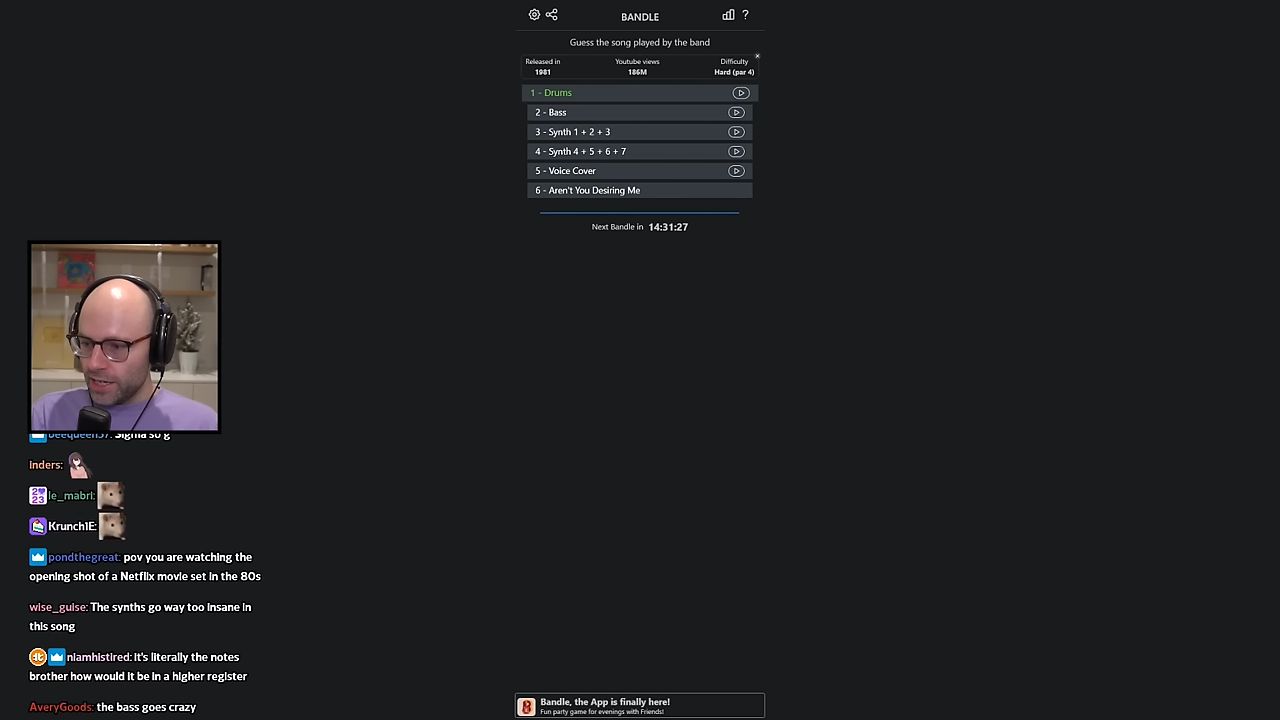 BANDLE
?
Guess the song played by the band
Released in
1981
Youtube views
186M
Difficulty
Hard (par 4)
1 - Drums
2 - Bass
3 - Synth 1 + 2 + 3
4 - Synth 4 + 5 + 6 + 7
5 - Voice Cover
6 - Aren't You Desiring Me
Next Bandle in 14:31:27
beequeen57: Sigma so g
inders:
le_mabri:
Krunch1E:
pondthegreat: pov you are watching the
opening shot of a Netflix movie set in the 80s
wise_guise: The synths go way too insane in
this song
niamhistired: it's literally the notes
brother how would it be in a higher register
AveryGoods: the bass goes crazy
Bandle, the App is finally here!
Fun party game for evenings with Friends!